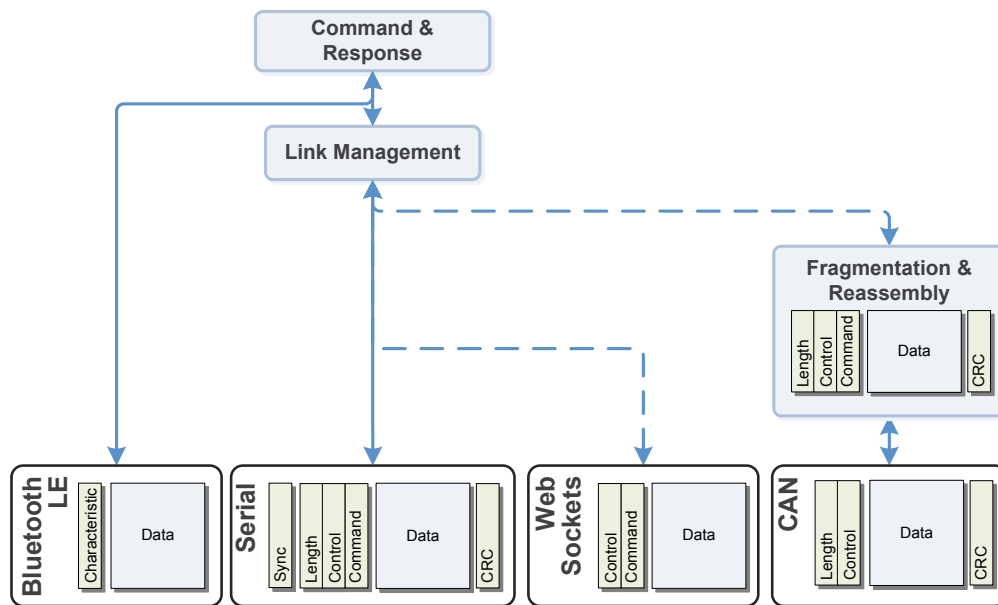 Command &
Response
Link Management
Fragmentation &
Reassembly
Length
Control
Command
Data
CRC
Bluetooth
LE
Characteristic
Data
Serial
Sync
Length
Control
Command
Data
CRC
Web
Sockets
Control
Command
Data
CAN
Length
Control
Data
CRC